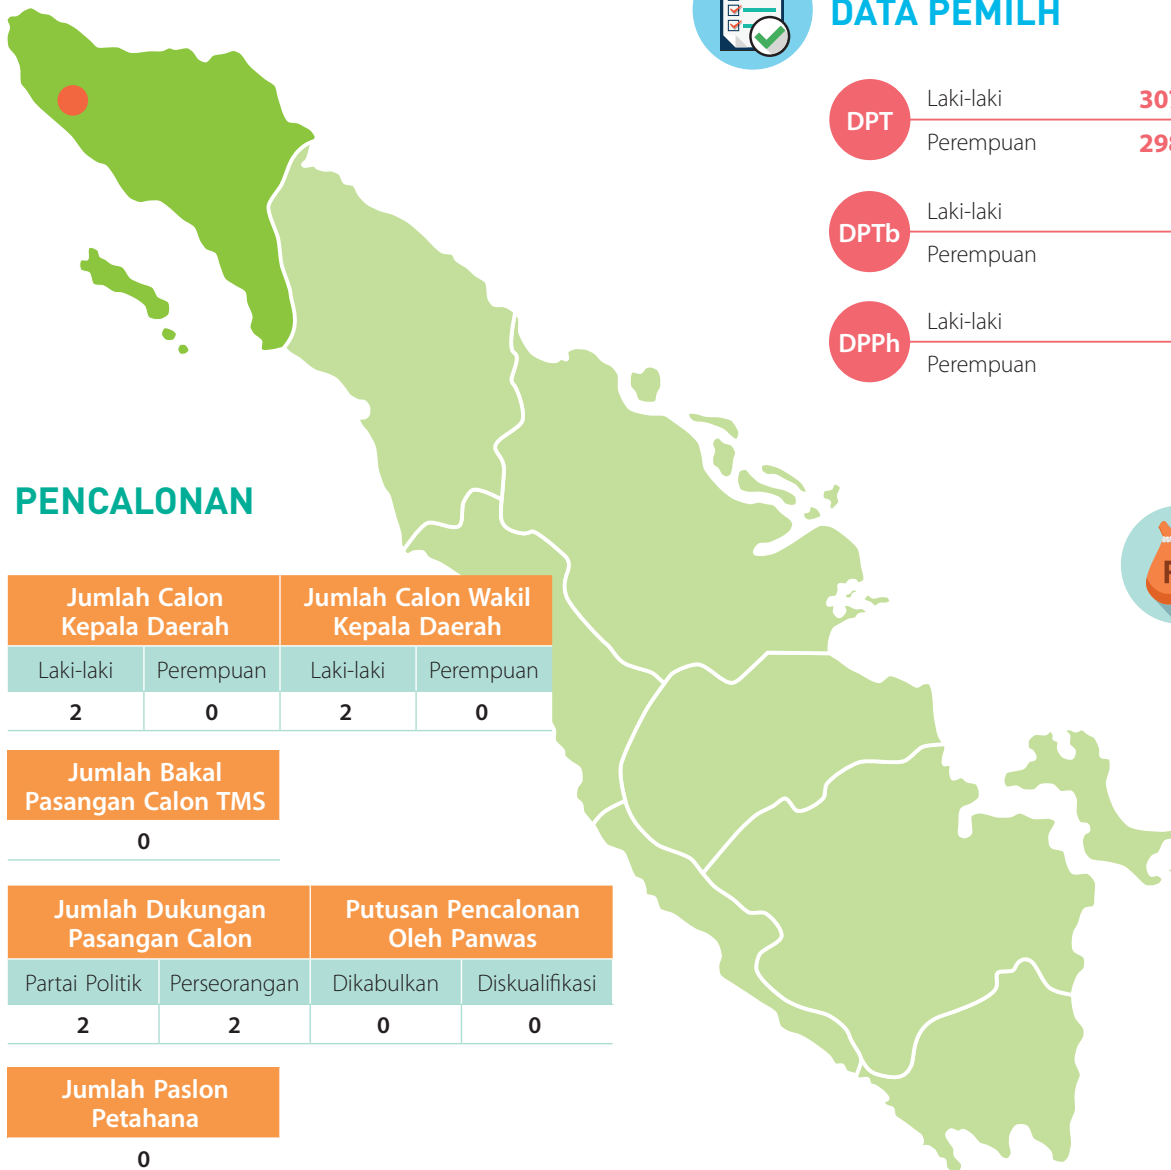 DATA PEMILH
DPT
Laki-laki
Perempuan
DPTb
Laki-laki
Perempuan
DPPh
Laki-laki
Perempuan
PENCALONAN
Jumlah Calon Kepala Daerah
Jumlah Calon Wakil Kepala Daerah
Laki-laki Perempuan Laki-laki Perempuan
2 0 2 0
Jumlah Bakal
Pasangan Calon TMS
0
Jumlah Dukungan
Pasangan Calon
Putusan Pencalonan
Oleh Panwas
Partai Politik Perseorangan Dikabulkan Diskualifikasi
2 2 0 0
Jumlah Paslon
Petahana
0